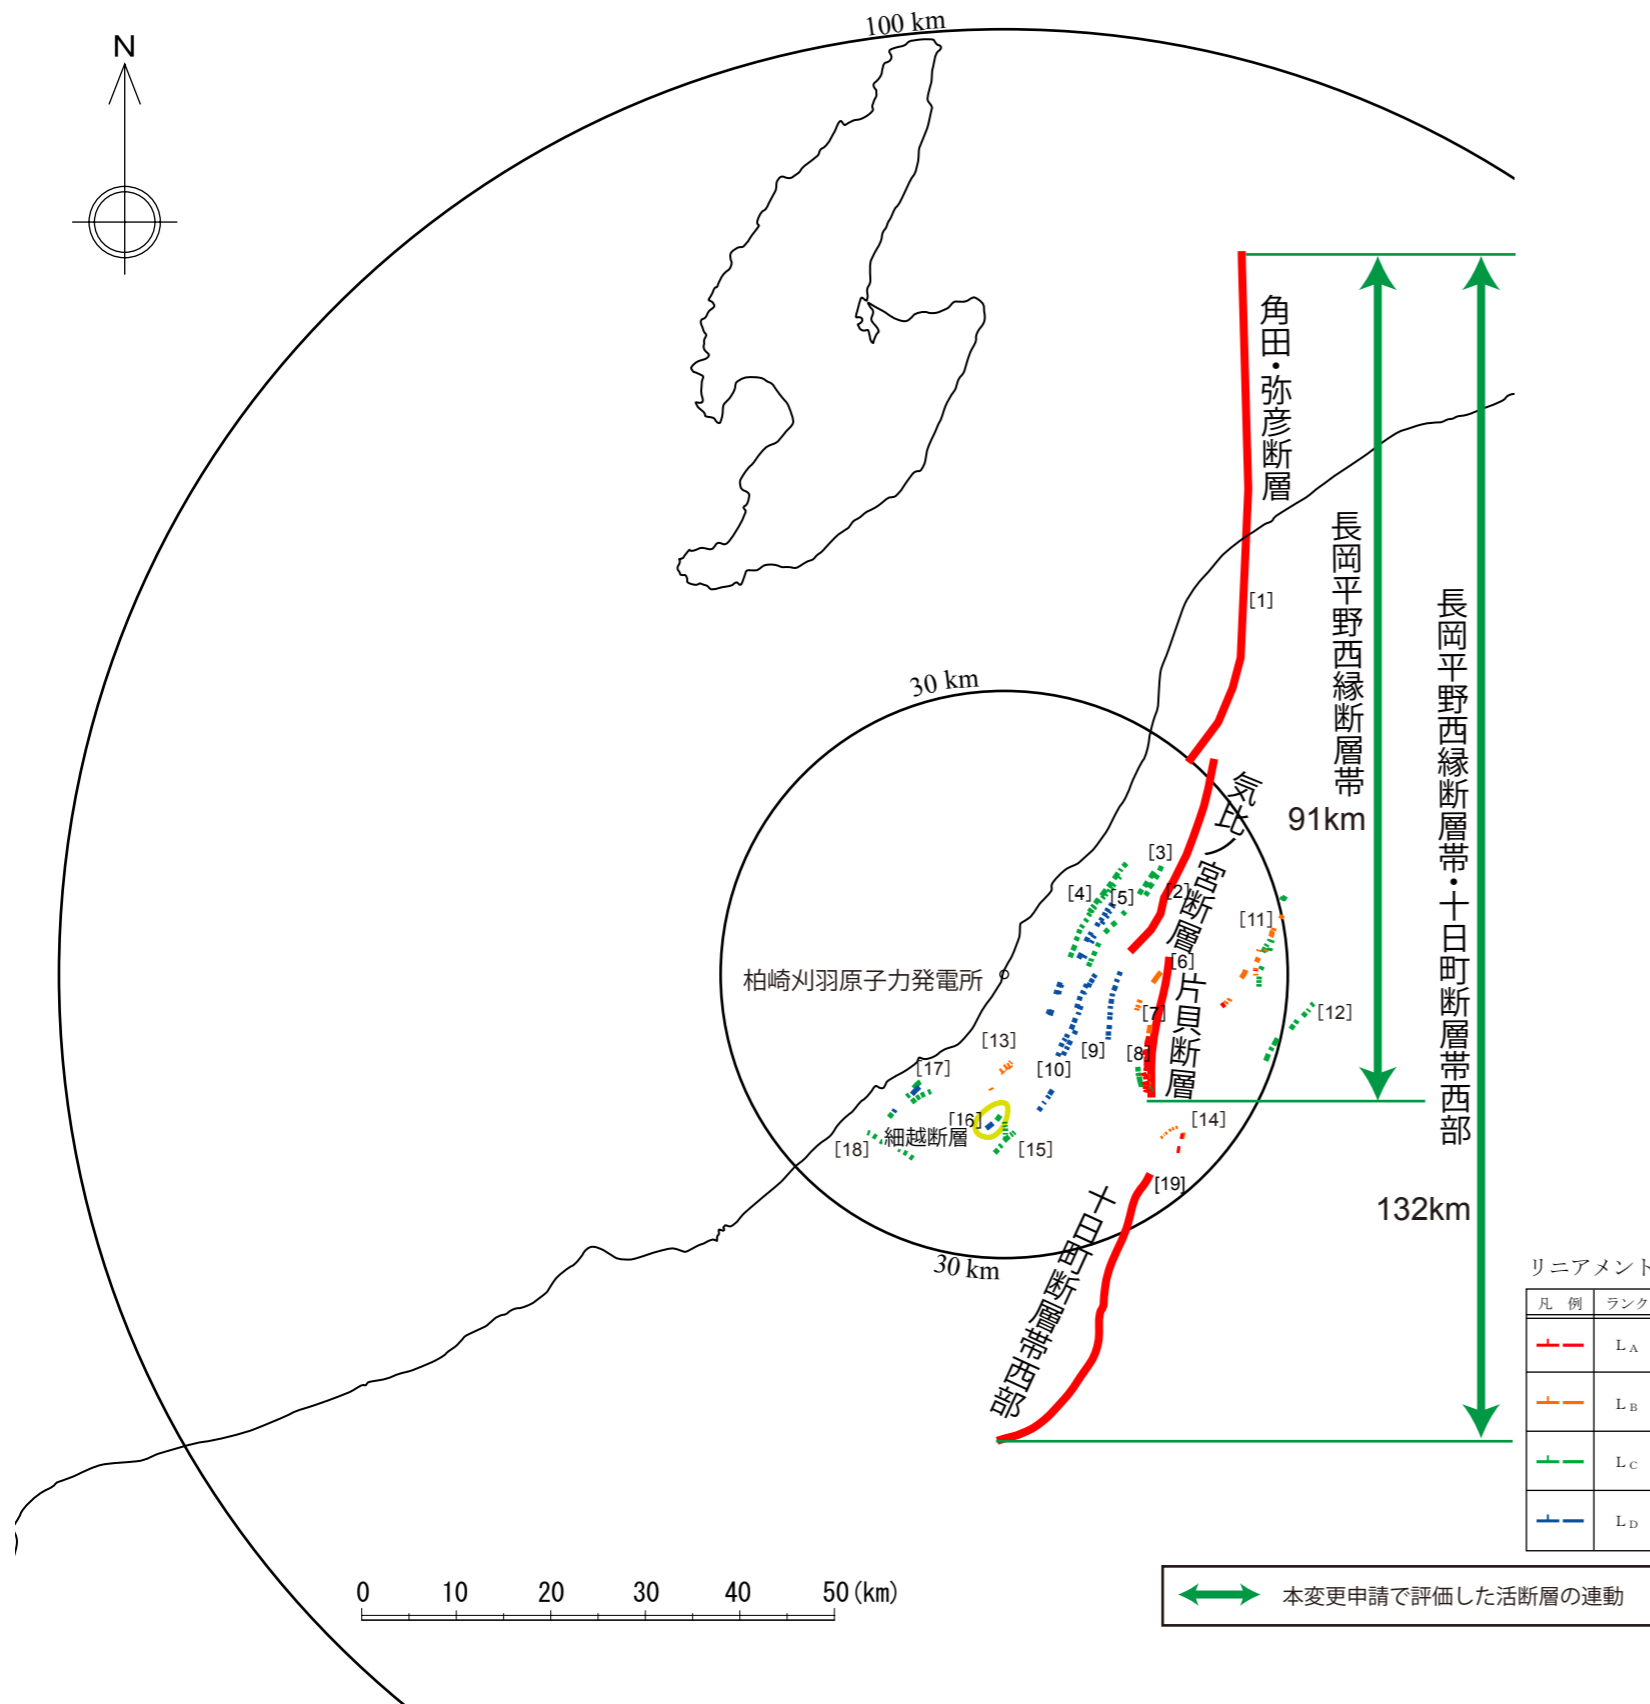 100 km
N
角田・弥彦断層
長岡平野西縁断層帯
91km
長岡平野西縁断層帯・十日町断層帯西部
132km
[1]
30 km
気比ノ宮断層
[3]
[2]
[4]
[5]
[11]
[6]
柏崎刈羽原子力発電所
片貝断層
[7]
[12]
[13]
[9]
[8]
[10]
[17]
[16]
細越断層
[14]
[18]
[15]
[19]
十日町断層帯西部
30 km
リニアメント
凡 例 ランク
LA
LB
LC
LD
0 10 20 30 40 50(km)
本変更申請で評価した活断層の連動